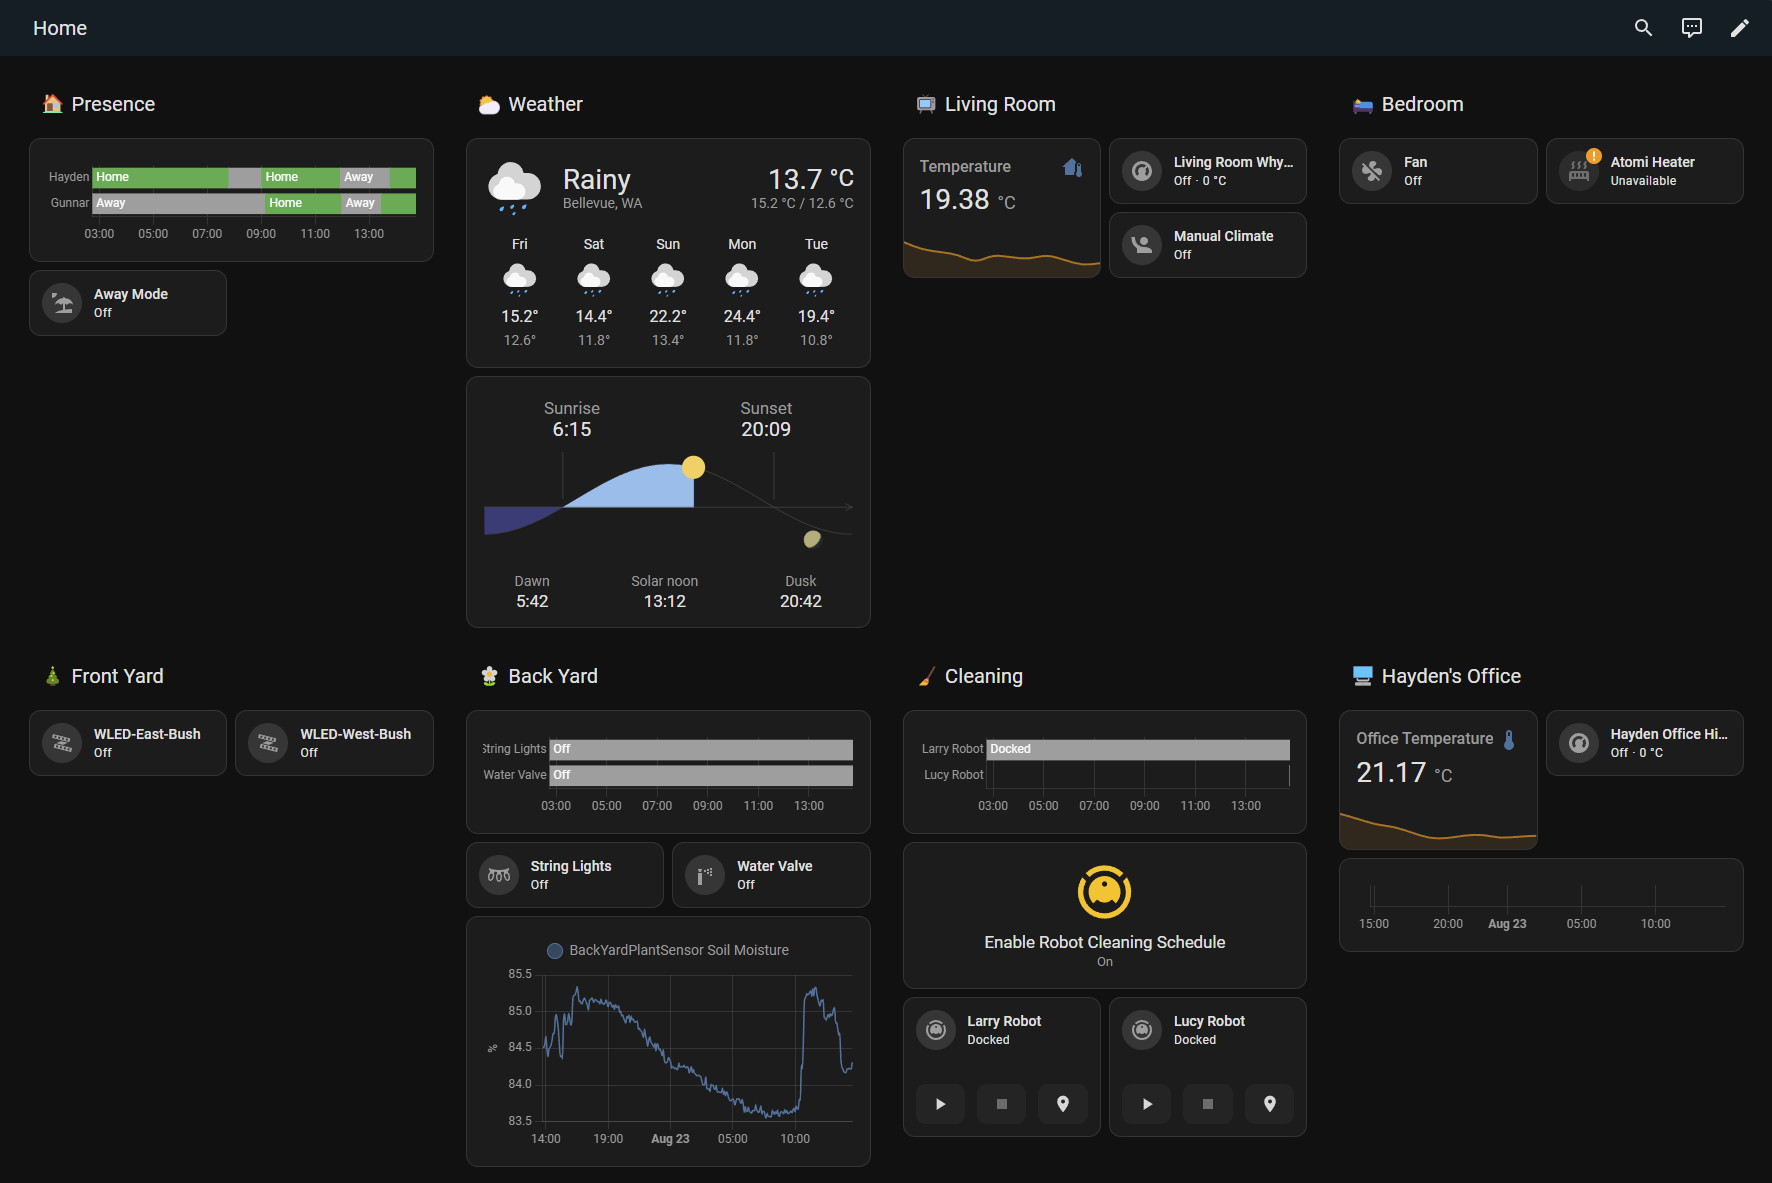 Home
Presence
Hayden Home Home Away
Gunnar Away Home Away
03:00 05:00 07:00 09:00 11:00 13:00
Away Mode
Off
Weather
Rainy 13.7 °C
Bellevue, WA 15.2 °C / 12.6 °C
Fri Sat Sun Mon Tue
15.2° 14.4° 22.2° 24.4° 19.4°
12.6° 11.8° 13.4° 11.8° 10.8°
Sunrise Sunset
6:15 20:09
Dawn Solar noon Dusk
5:42 13:12 20:42
Living Room
Temperature
19.38 °C
Living Room Why...
Off · 0 °C
Manual Climate
Off
Bedroom
Fan
Off
Atomi Heater
Unavailable
Front Yard
WLED-East-Bush
Off
WLED-West-Bush
Off
Back Yard
String Lights Off
Water Valve Off
03:00 05:00 07:00 09:00 11:00 13:00
String Lights
Off
Water Valve
Off
BackYardPlantSensor Soil Moisture
85.5
85.0
84.5
84.0
83.5
%
14:00 19:00 Aug 23 05:00 10:00
Cleaning
Larry Robot Docked
Lucy Robot
03:00 05:00 07:00 09:00 11:00 13:00
Enable Robot Cleaning Schedule
On
Larry Robot
Docked
Lucy Robot
Docked
Hayden's Office
Office Temperature
21.17 °C
Hayden Office Hi...
Off · 0 °C
15:00 20:00 Aug 23 05:00 10:00